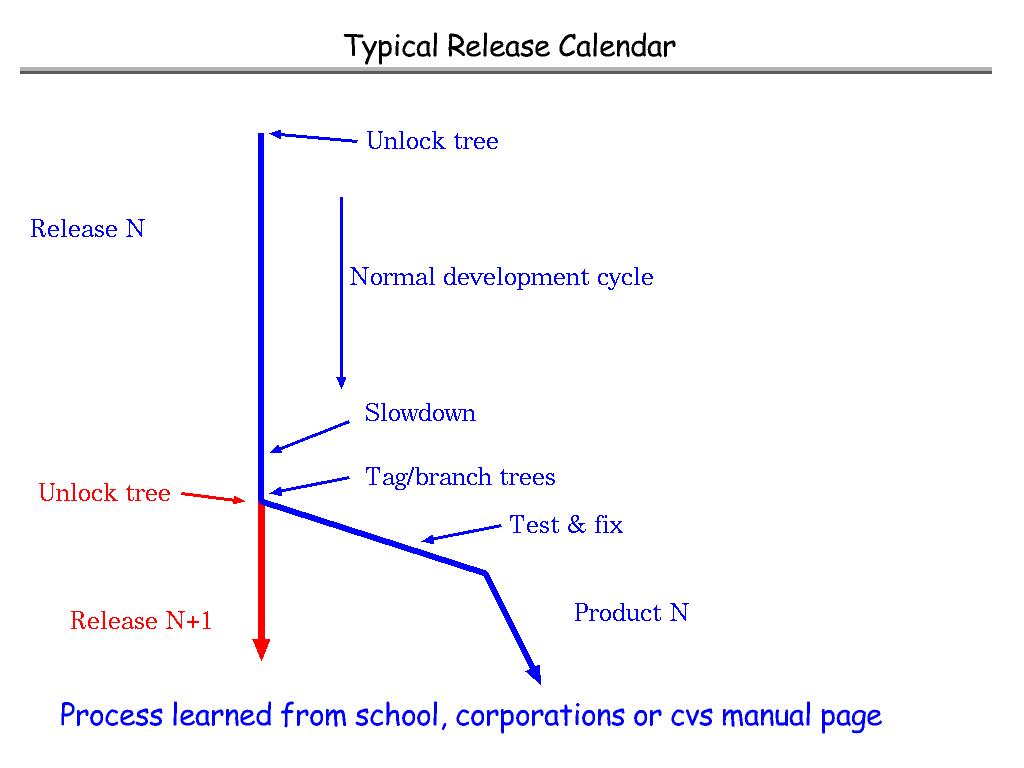 Typical Release Calendar
Unlock tree
Release N
Normal development cycle
Slowdown
Tag/branch trees
Unlock tree
Test & fix
Product N
Release N+1
Process learned from school, corporations or cvs manual page